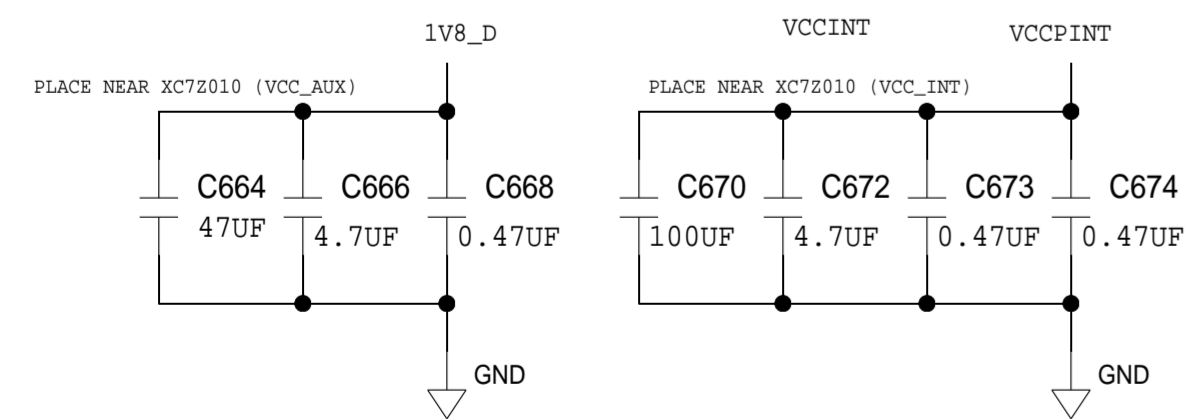 1V8_D
PLACE NEAR XC7Z010 (VCC_AUX)
C664
47UF
C666
4.7UF
C668
0.47UF
GND
VCCINT
VCCPINT
PLACE NEAR XC7Z010 (VCC_INT)
C670
100UF
C672
4.7UF
C673
0.47UF
C674
0.47UF
GND